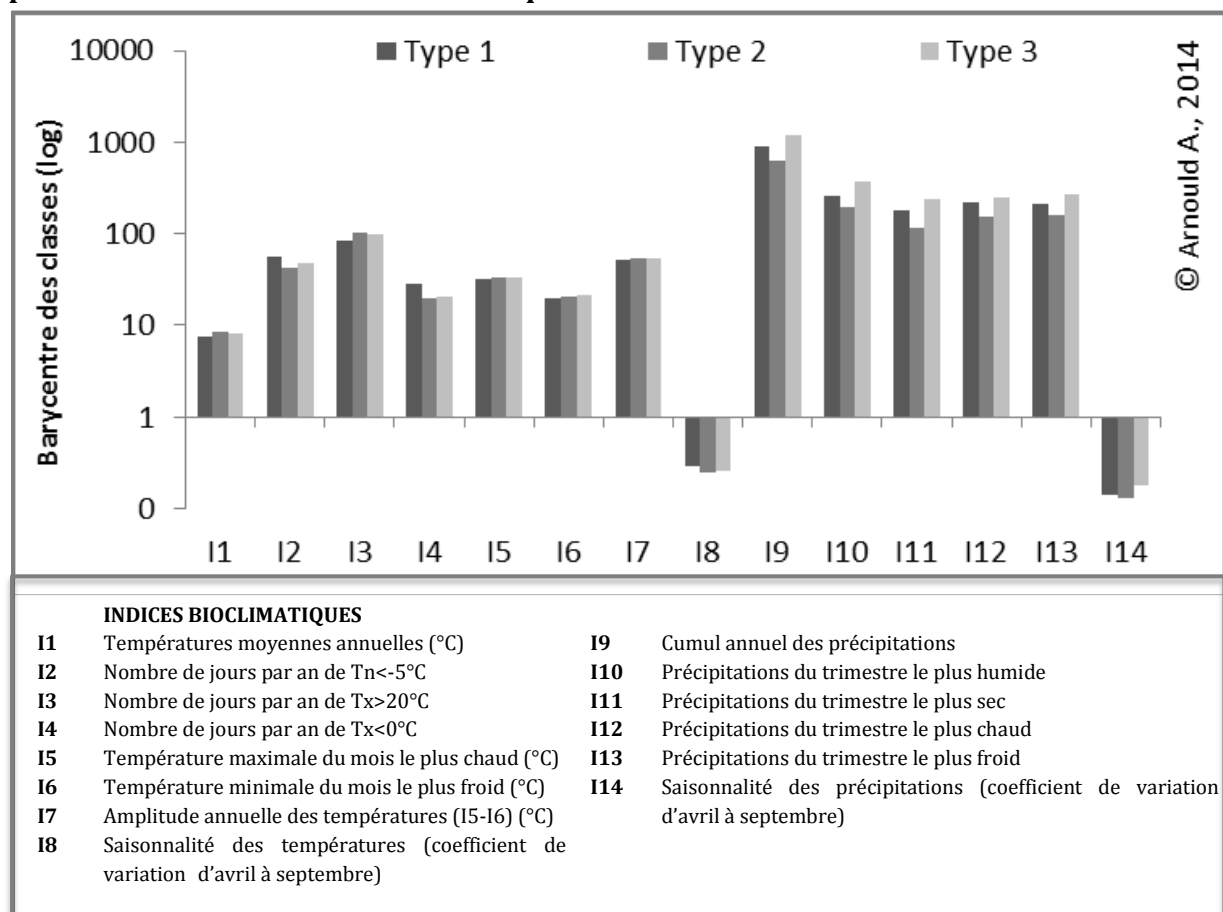 10000
Type 1
Type 2
Type 3
1000
100
10
1
0
Barycentre des classes (log)
© Arnould A., 2014
I1 I2 I3 I4 I5 I6 I7 I8 I9 I10 I11 I12 I13 I14
INDICES BIOCLIMATIQUES
I1 Températures moyennes annuelles (°C)
I2 Nombre de jours par an de Tn<-5°C
I3 Nombre de jours par an de Tx>20°C
I4 Nombre de jours par an de Tx<0°C
I5 Température maximale du mois le plus chaud (°C)
I6 Température minimale du mois le plus froid (°C)
I7 Amplitude annuelle des températures (I5-I6) (°C)
I8 Saisonnalité des températures (coefficient de
variation d’avril à septembre)
I9 Cumul annuel des précipitations
I10 Précipitations du trimestre le plus humide
I11 Précipitations du trimestre le plus sec
I12 Précipitations du trimestre le plus chaud
I13 Précipitations du trimestre le plus froid
I14 Saisonnalité des précipitations (coefficient de variation
d’avril à septembre)